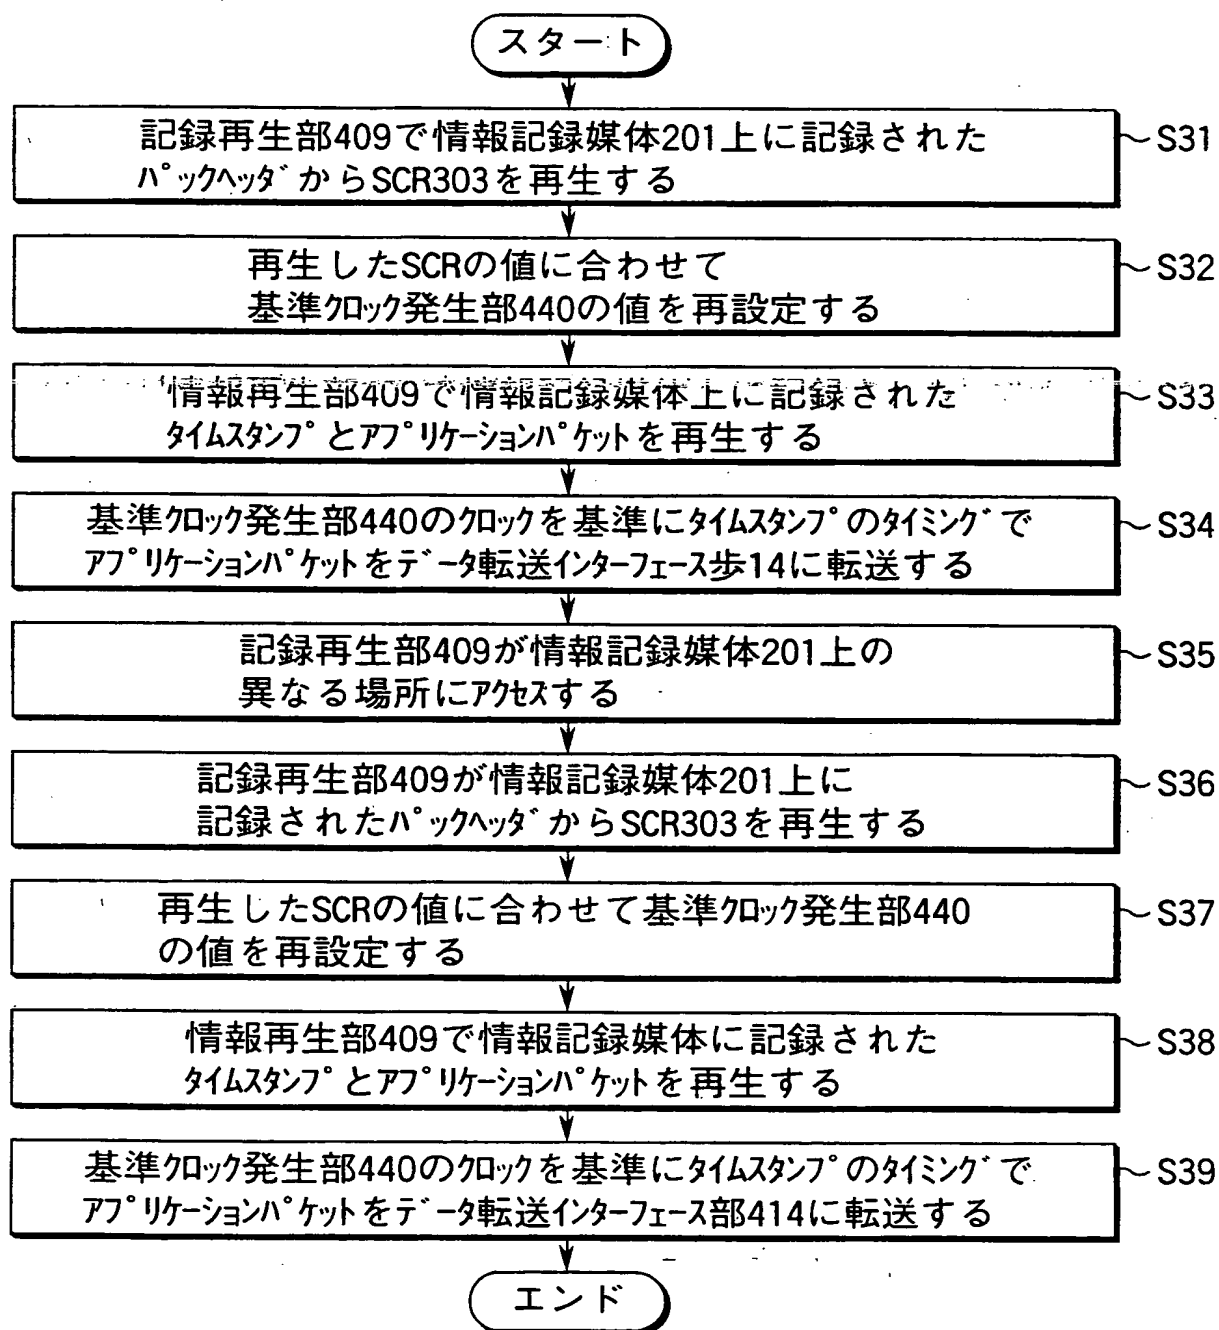 スタート
記録再生部409で情報記録媒体201上に記録された
パックヘッダからSCR303を再生する
S31
再生したSCRの値に合わせて
基準クロック発生部440の値を再設定する
S32
情報再生部409で情報記録媒体上に記録された
タイムスタンプとアプリケーションパケットを再生する
S33
基準クロック発生部440のクロックを基準にタイムスタンプのタイミングで
アプリケーションパケットをデータ転送インターフェース歩14に転送する
S34
記録再生部409が情報記録媒体201上の
異なる場所にアクセスする
S35
記録再生部409が情報記録媒体201上に
記録されたパックヘッダからSCR303を再生する
S36
再生したSCRの値に合わせて基準クロック発生部440
の値を再設定する
S37
情報再生部409で情報記録媒体に記録された
タイムスタンプとアプリケーションパケットを再生する
S38
基準クロック発生部440のクロックを基準にタイムスタンプのタイミングで
アプリケーションパケットをデータ転送インターフェース部414に転送する
S39
エンド